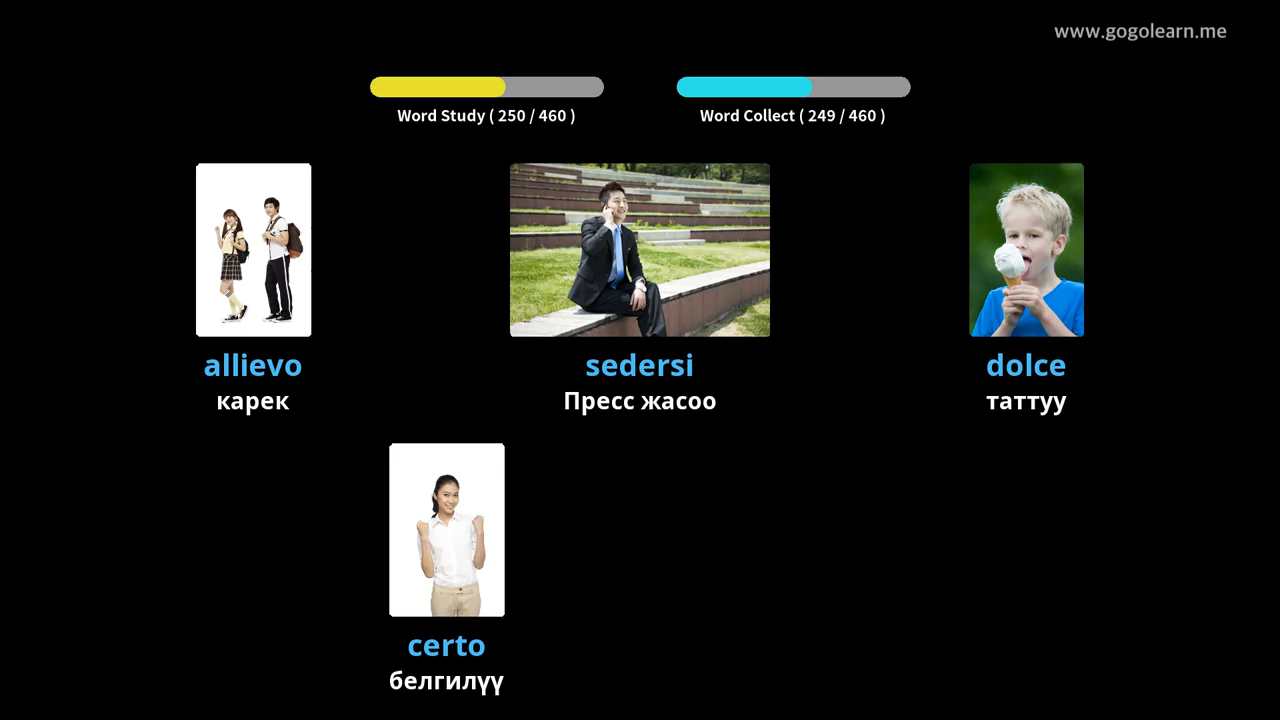 www.gogolearn.me
Word Study ( 250 / 460 )
Word Collect ( 249 / 460 )
allievo
карек
sedersi
Пресс жасоо
dolce
таттуу
certo
белгилүү